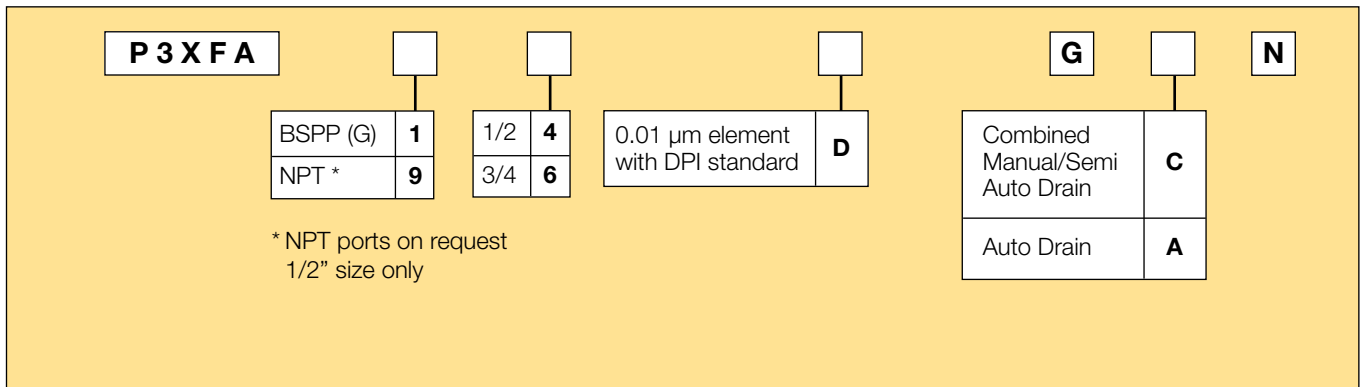 P3XFA G N
BSPP (G) 1
NPT * 9
1/2 4
3/4 6
0.01 µm element
with DPI standard D
Combined
Manual/Semi
Auto Drain C
Auto Drain A
* NPT ports on request
1/2” size only